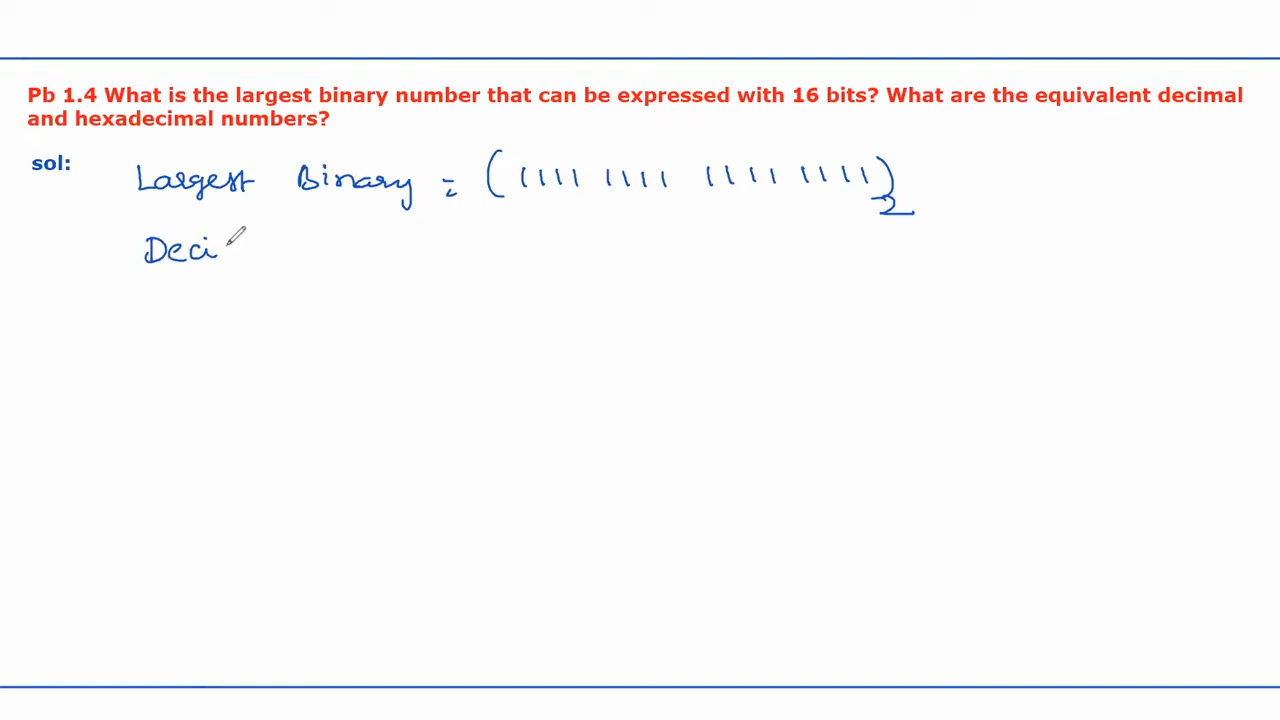 Pb 1.4 What is the largest binary number that can be expressed with 16 bits? What are the equivalent decimal
and hexadecimal numbers?
sol:
Largest Binary = (1111 1111 1111 1111)2
Deci